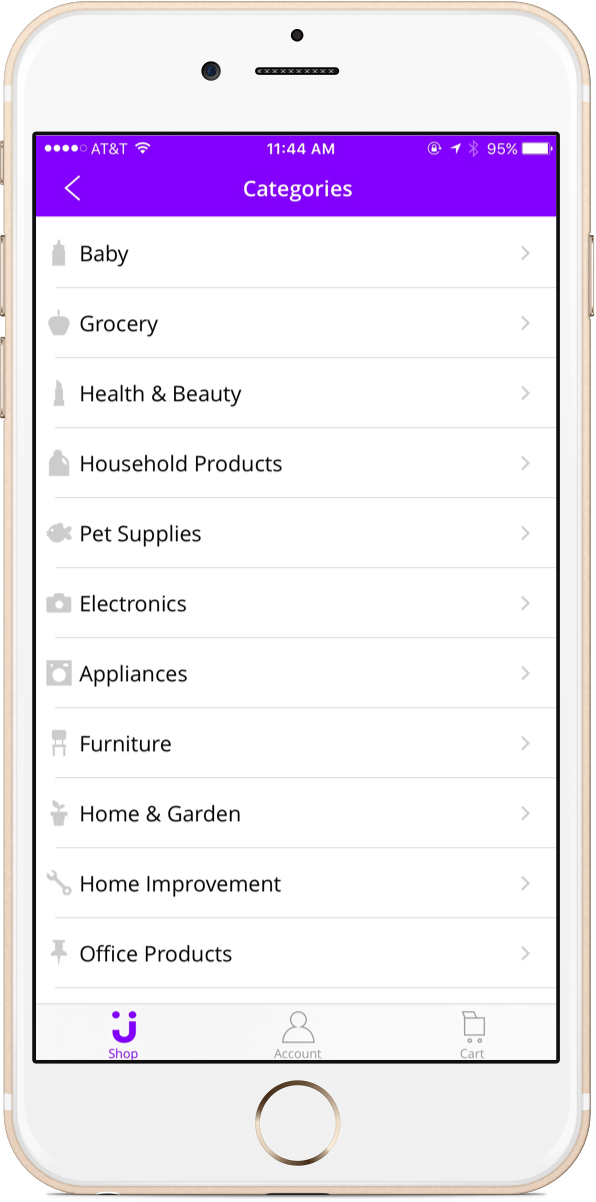 AT&T 11:44 AM 95%
Categories
Baby
Grocery
Health & Beauty
Household Products
Pet Supplies
Electronics
Appliances
Furniture
Home & Garden
Home Improvement
Office Products
Shop Account Cart